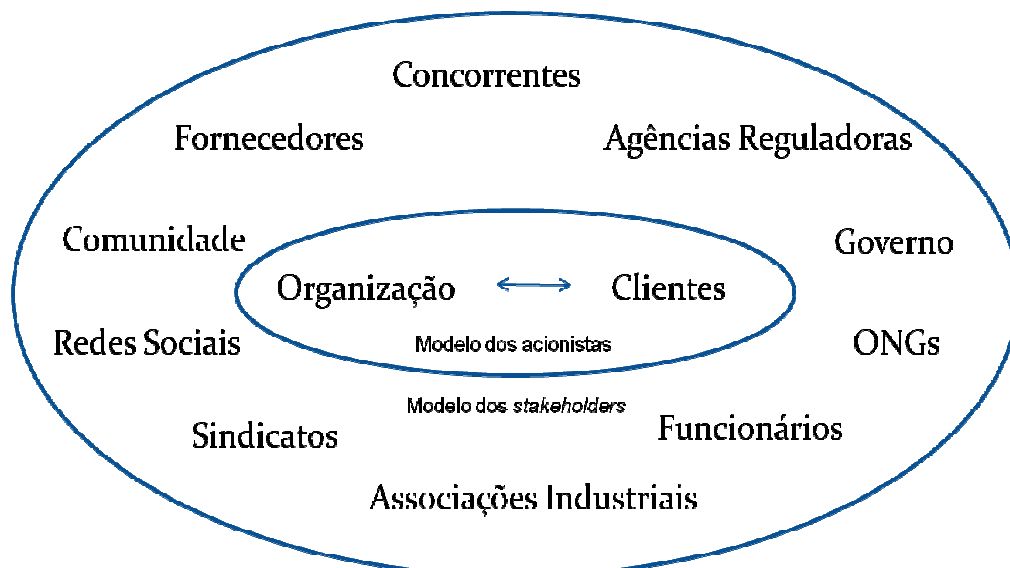 Concorrentes
Fornecedores
Agências Reguladoras
Comunidade
Governo
Organização
Clientes
Modelo dos acionistas
Redes Sociais
ONGs
Modelo dos stakeholders
Sindicatos
Funcionários
Associações Industriais